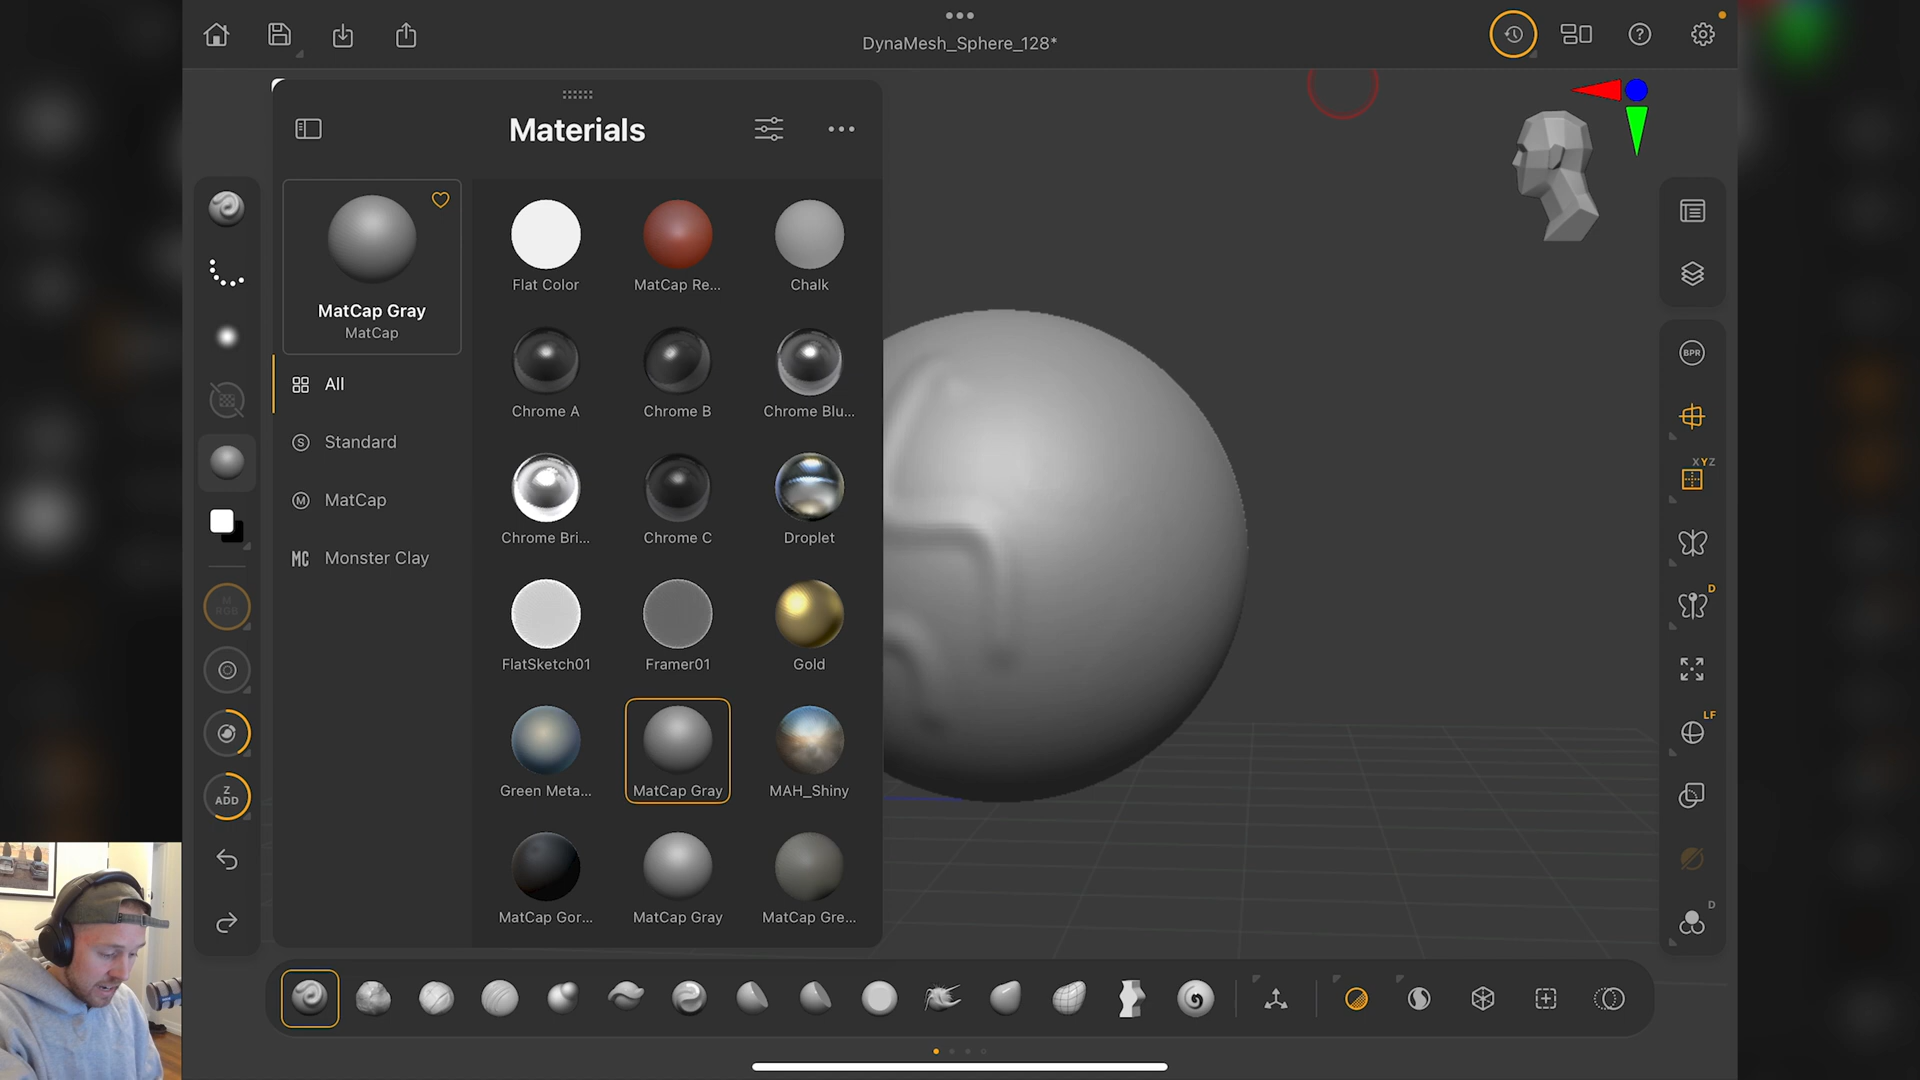 DynaMesh_Sphere_128*
Materials
MatCap Gray
MatCap
All
Standard
MatCap
MC Monster Clay
Flat Color
MatCap Re...
Chalk
Chrome A
Chrome B
Chrome Blu...
Chrome Bri...
Chrome C
Droplet
FlatSketch01
Framer01
Gold
Green Meta...
MatCap Gray
MAH_Shiny
MatCap Gor...
MatCap Gray
MatCap Gre...
M
RGB
Z
ADD
BPR
XYZ
D
LF
D